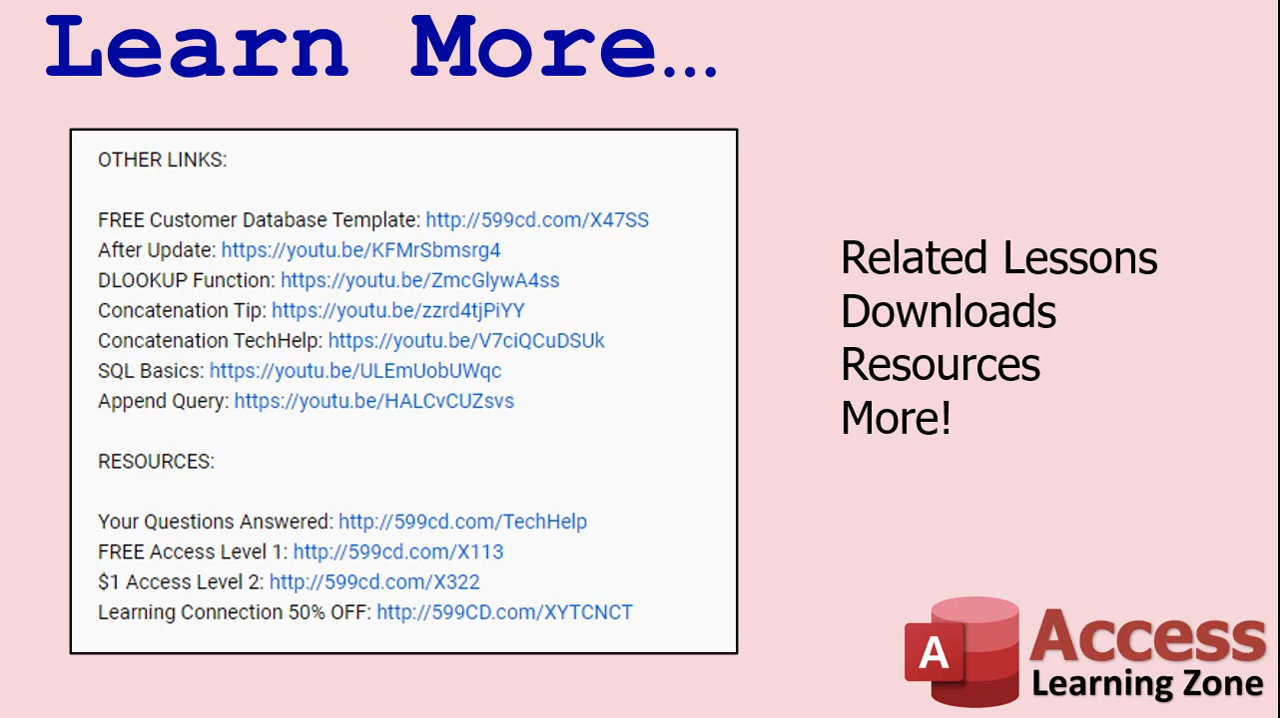 Learn More...
OTHER LINKS:
FREE Customer Database Template: http://599cd.com/X47SS
After Update: https://youtu.be/KFMrSbmsrg4
DLOOKUP Function: https://youtu.be/ZmcGlywA4ss
Concatenation Tip: https://youtu.be/zzrd4tjPiYY
Concatenation TechHelp: https://youtu.be/V7ciQCuDSUk
SQL Basics: https://youtu.be/ULEmUobUWqc
Append Query: https://youtu.be/HALCvCUZsvs
RESOURCES:
Your Questions Answered: http://599cd.com/TechHelp
FREE Access Level 1: http://599cd.com/X113
$1 Access Level 2: http://599cd.com/X322
Learning Connection 50% OFF: http://599CD.com/XYTCNCT
Related Lessons
Downloads
Resources
More!
A
Access
Learning Zone